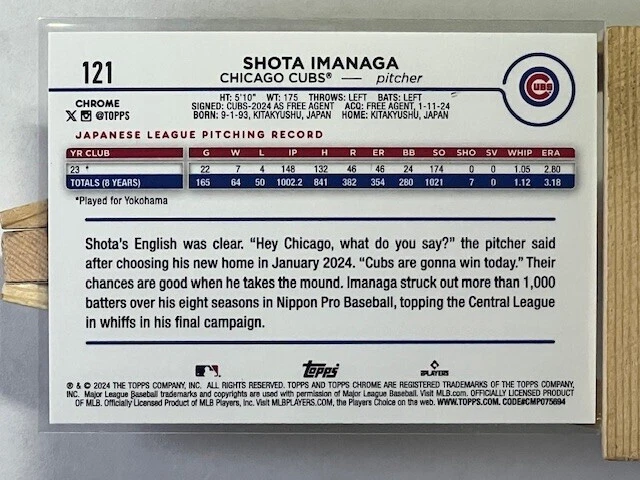 121
SHOTA IMANAGA
CHICAGO CUBS® — pitcher
CUBS
CHROME
@TOPPS
HT: 5'10" WT: 175 THROWS: LEFT BATS: LEFT
SIGNED: CUBS-2024 AS FREE AGENT ACQ: FREE AGENT, 1-11-24
BORN: 9-1-93, KITAKYUSHU, JAPAN HOME: KITAKYUSHU, JAPAN
JAPANESE LEAGUE PITCHING RECORD
YR CLUB G W L IP H R ER BB SO SHO SV WHIP ERA
23 * 22 7 4 148 132 46 46 24 174 0 0 1.05 2.80
TOTALS (8 YEARS) 165 64 50 1002.2 841 382 354 280 1021 7 0 1.12 3.18
*Played for Yokohama
Shota's English was clear. "Hey Chicago, what do you say?" the pitcher said
after choosing his new home in January 2024. "Cubs are gonna win today." Their
chances are good when he takes the mound. Imanaga struck out more than 1,000
batters over his eight seasons in Nippon Pro Baseball, topping the Central League
in whiffs in his final campaign.
Topps
PLAYERS
® & © 2024 THE TOPPS COMPANY, INC. ALL RIGHTS RESERVED. TOPPS AND TOPPS CHROME ARE REGISTERED TRADEMARKS OF THE TOPPS COMPANY,
INC. Major League Baseball trademarks and copyrights are used with permission of Major League Baseball. Visit MLB.com. OFFICIALLY LICENSED PRODUCT
OF MLB. Officially Licensed Product of MLB Players, Inc. Visit MLBPLAYERS.COM, the Players Choice on the web. WWW.TOPPS.COM. CODE#CMP075694